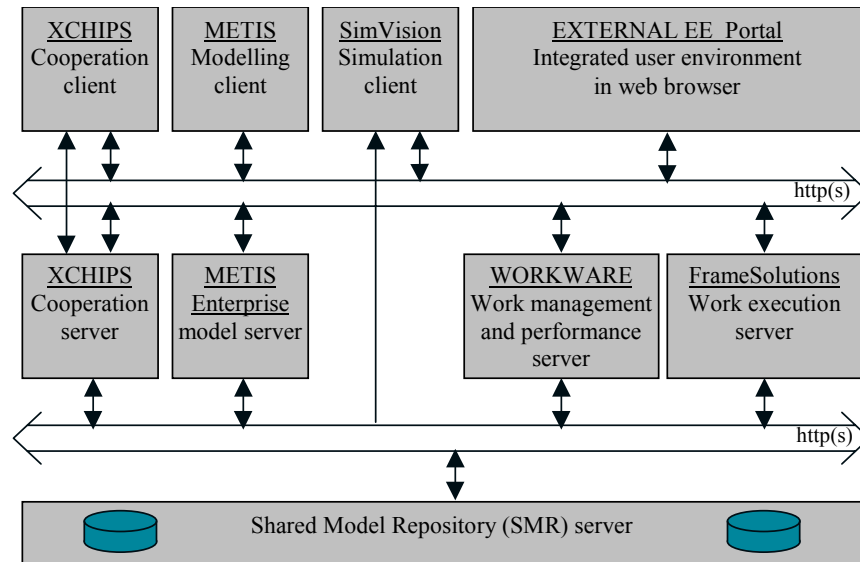 XCHIPS
Cooperation
client
METIS
Modelling
client
SimVision
Simulation
client
EXTERNAL EE Portal
Integrated user environment
in web browser
http(s)
XCHIPS
Cooperation
server
METIS
Enterprise
model server
WORKWARE
Work management
and performance
server
FrameSolutions
Work execution
server
http(s)
Shared Model Repository (SMR) server